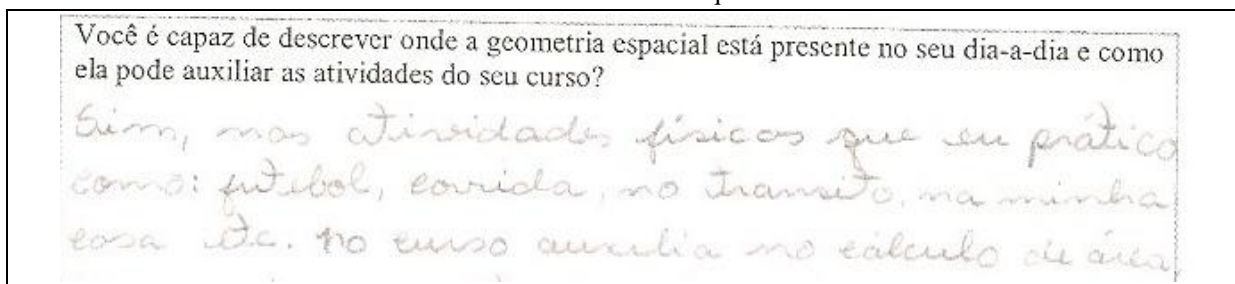 Você é capaz de descrever onde a geometria espacial está presente no seu dia-a-dia e como
ela pode auxiliar as atividades do seu curso?
Sim, nas atividades físicas que eu prático
como: futebol, corrida, no transito, na minha
casa etc. no curso auxilia no cálculo de área,